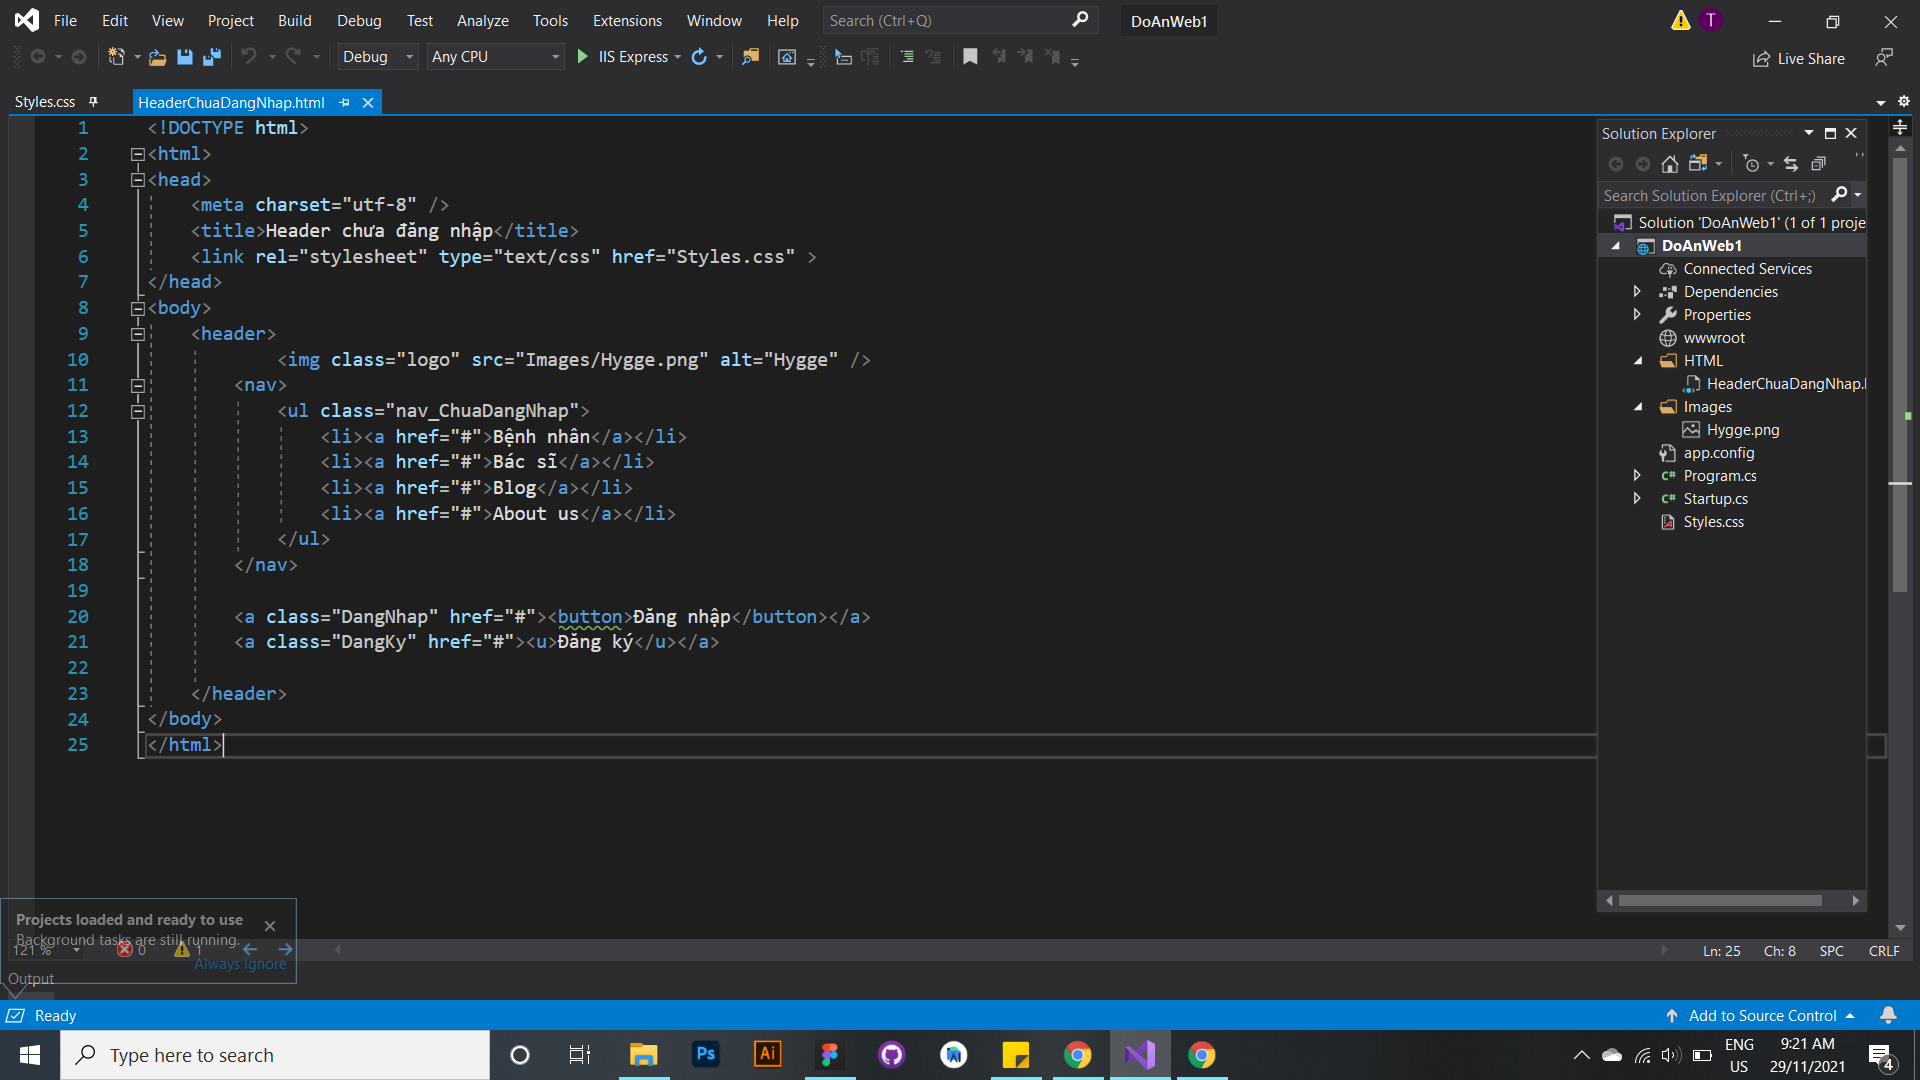 File Edit View Project Build Debug Test Analyze Tools Extensions Window Help Search (Ctrl+Q) DoAnWeb1 T
Debug Any CPU IIS Express Live Share
Styles.css HeaderChuaDangNhap.html
1 <!DOCTYPE html>
2 <html>
3 <head>
4 <meta charset="utf-8" />
5 <title>Header chưa đăng nhập</title>
6 <link rel="stylesheet" type="text/css" href="Styles.css" >
7 </head>
8 <body>
9 <header>
10 <img class="logo" src="Images/Hygge.png" alt="Hygge" />
11 <nav>
12 <ul class="nav_ChuaDangNhap">
13 <li><a href="#">Bệnh nhân</a></li>
14 <li><a href="#">Bác sĩ</a></li>
15 <li><a href="#">Blog</a></li>
16 <li><a href="#">About us</a></li>
17 </ul>
18 </nav>
19
20 <a class="DangNhap" href="#"><button>Đăng nhập</button></a>
21 <a class="DangKy" href="#"><u>Đăng ký</u></a>
22
23 </header>
24 </body>
25 </html>
Solution Explorer
Search Solution Explorer (Ctrl+;)
Solution 'DoAnWeb1' (1 of 1 proje
DoAnWeb1
Connected Services
Dependencies
Properties
wwwroot
HTML
HeaderChuaDangNhap.
Images
Hygge.png
app.config
C# Program.cs
C# Startup.cs
Styles.css
Projects loaded and ready to use
Background tasks are still running.
121 % 0 1
Always Ignore
Ln: 25 Ch: 8 SPC CRLF
Output
Ready Add to Source Control
Type here to search Ps Ai ENG US 9:21 AM 29/11/2021 4